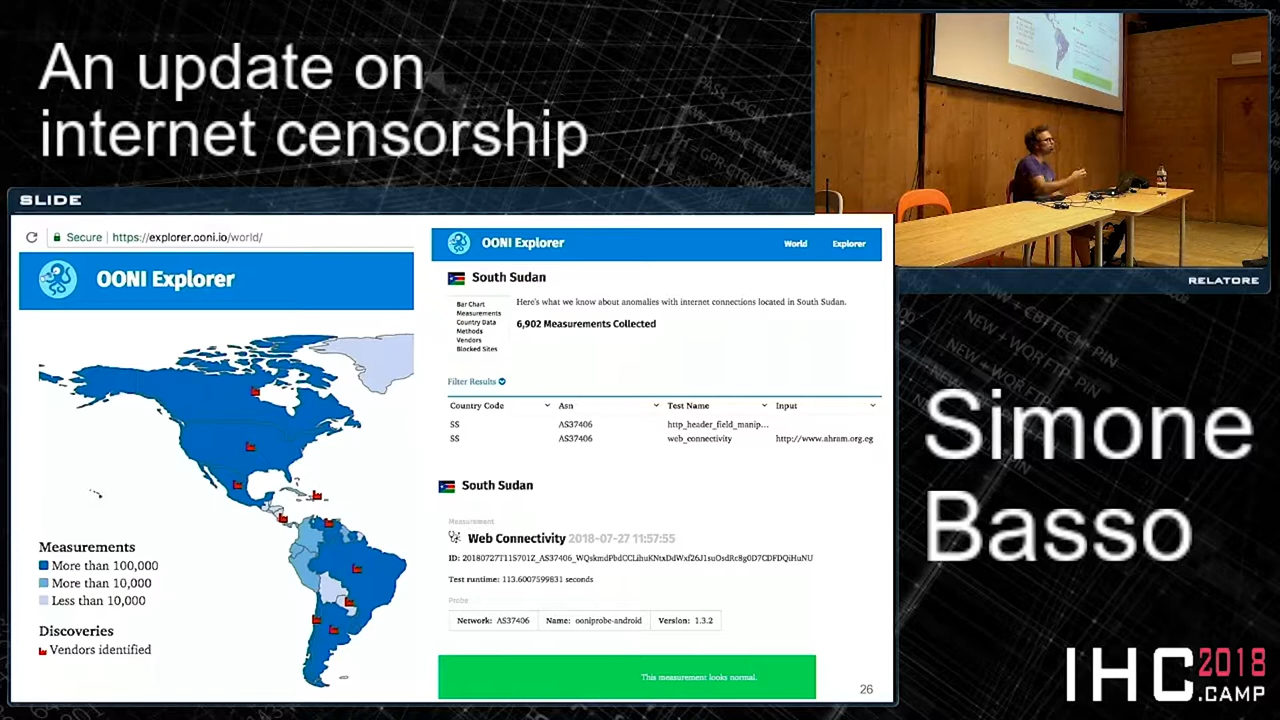 An update on
internet censorship
SLIDE
Secure | https://explorer.ooni.io/world/
OONI Explorer
Measurements
More than 100,000
More than 10,000
Less than 10,000
Discoveries
Vendors identified
OONI Explorer World Explorer
South Sudan
Bar Chart
Measurements
Country Data
Methods
Vendors
Blocked Sites
Here's what we know about anomalies with internet connections located in South Sudan.
6,902 Measurements Collected
Filter Results
Country Code Asn Test Name Input
SS AS37406 http_header_field_manip...
SS AS37406 web_connectivity http://www.ahram.org.eg
South Sudan
Measurement
Web Connectivity 2018-07-27 11:57:55
Test runtime: 113.6007599831 seconds
Probe
Network: AS37406 Name: ooniprobe-android Version: 1.3.2
This measurement looks normal.
26
RELATORE
Simone
Basso
IHC 2018
.CAMP